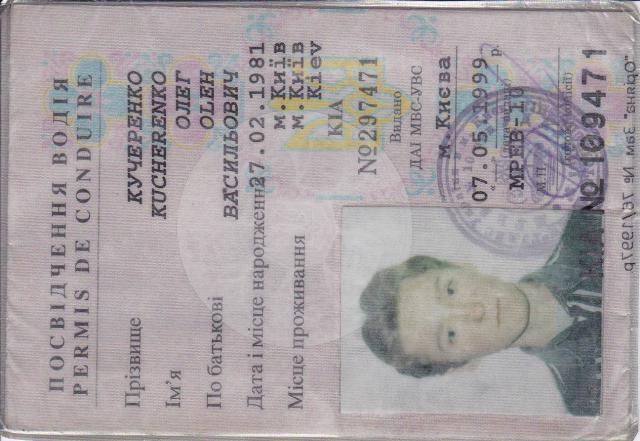 ПОСВІДЧЕННЯ ВОДІЯ
PERMIS DE CONDUIRE
Прізвище КУЧЕРЕНКО
KUCHERENKO
Ім'я ОЛЕГ
OLEH
По батькові ВАСИЛЬОВИЧ
Дата і місце народження 27.02.1981
м.Київ
Місце проживання м.Київ
Kiev
КІА
№297471
Видано
ДАІ МВС-УВС
м. Києва
07.05.1999 р.
МРЕВ-10
М.П.
КІА № 109471